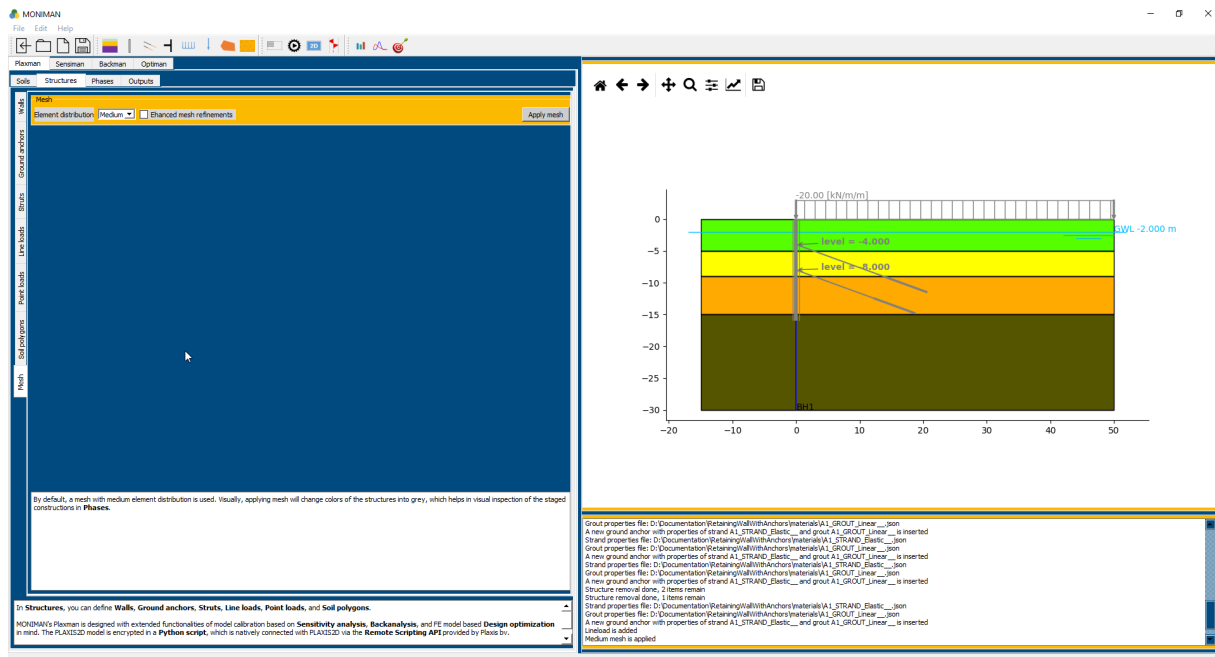 MONIMAN
File Edit Help
2D
Plaxman Sensiman Backman Optiman
Soils Structures Phases Outputs
Walls
Ground anchors
Struts
Line loads
Point loads
Soil polygons
Mesh
Mesh
Element distribution Medium Ehanced mesh refinements Apply mesh
By default, a mesh with medium element distribution is used. Visually, applying mesh will change colors of the structures into grey, which helps in visual inspection of the staged
constructions in Phases.
In Structures, you can define Walls, Ground anchors, Struts, Line loads, Point loads, and Soil polygons.
MONIMAN's Plaxman is designed with extended functionalities of model calibration based on Sensitivity analysis, Backanalysis, and FE model based Design optimization
in mind. The PLAXIS2D model is encrypted in a Python script, which is natively connected with PLAXIS2D via the Remote Scripting API provided by Plaxis bv.
-20.00 [kN/m/m]
GWL -2.000 m
level = -4.000
level = -8.000
BH1
0
−5
−10
−15
−20
−25
−30
−20 −10 0 10 20 30 40 50
Grout properties file: D:\Documentation\RetainingWallWithAnchors\materials\A1_GROUT_Linear__.json
A new ground anchor with properties of strand A1_STRAND_Elastic__ and grout A1_GROUT_Linear__ is inserted
Strand properties file: D:\Documentation\RetainingWallWithAnchors\materials\A1_STRAND_Elastic__.json
Grout properties file: D:\Documentation\RetainingWallWithAnchors\materials\A1_GROUT_Linear__.json
A new ground anchor with properties of strand A1_STRAND_Elastic__ and grout A1_GROUT_Linear__ is inserted
Strand properties file: D:\Documentation\RetainingWallWithAnchors\materials\A1_STRAND_Elastic__.json
Grout properties file: D:\Documentation\RetainingWallWithAnchors\materials\A1_GROUT_Linear__.json
A new ground anchor with properties of strand A1_STRAND_Elastic__ and grout A1_GROUT_Linear__ is inserted
Structure removal done, 2 items remain
Structure removal done, 1 items remain
Strand properties file: D:\Documentation\RetainingWallWithAnchors\materials\A1_STRAND_Elastic__.json
Grout properties file: D:\Documentation\RetainingWallWithAnchors\materials\A1_GROUT_Linear__.json
A new ground anchor with properties of strand A1_STRAND_Elastic__ and grout A1_GROUT_Linear__ is inserted
Lineload is added
Medium mesh is applied